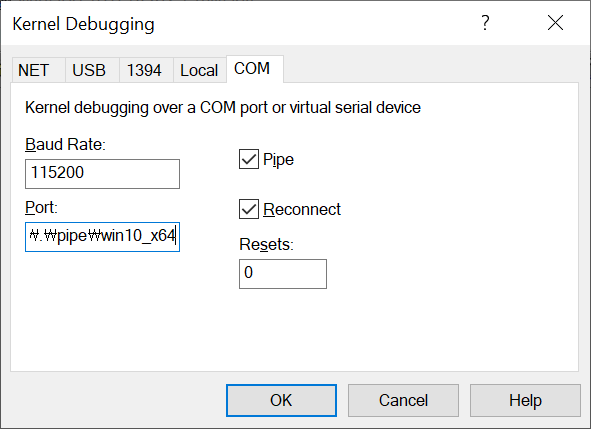 Kernel Debugging
NET USB 1394 Local COM
Kernel debugging over a COM port or virtual serial device
Baud Rate:
115200
Pipe
Port:
₩.₩pipe₩win10_x64
Reconnect
Resets:
0
OK Cancel Help